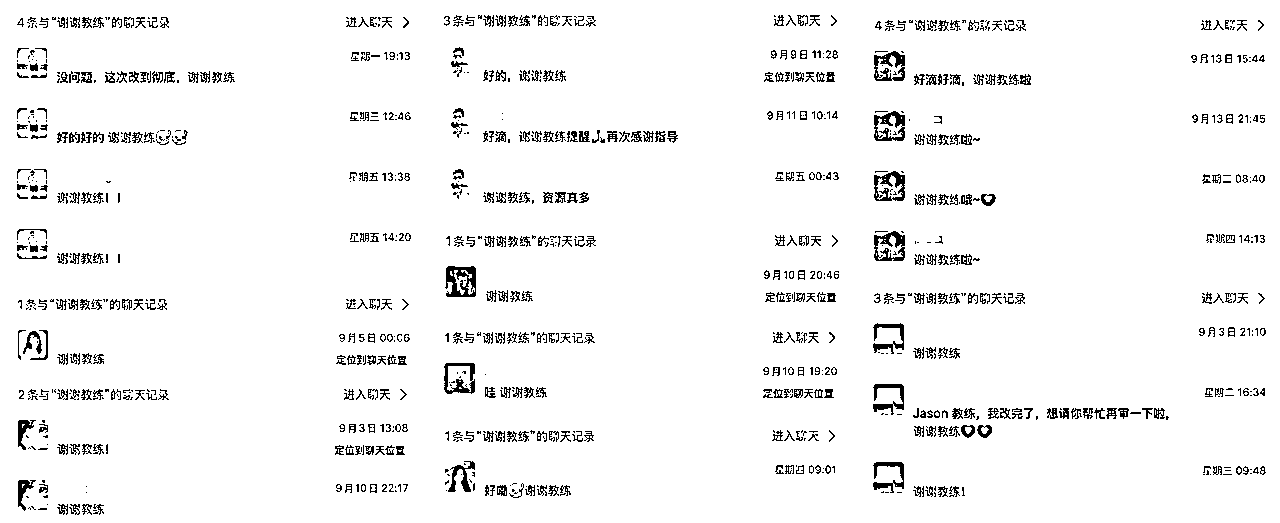 4条与“谢谢教练”的聊天记录
进入聊天
星期一 19:13
没问题，这次改到彻底，谢谢教练
星期三 12:46
好的好的 谢谢教练
星期五 13:38
谢谢教练！！
星期五 14:20
谢谢教练！！
1条与“谢谢教练”的聊天记录
进入聊天
9月5日 00:06
谢谢教练
定位到聊天位置
2条与“谢谢教练”的聊天记录
进入聊天
9月3日 13:08
谢谢教练！
定位到聊天位置
9月10日 22:17
谢谢教练
3条与“谢谢教练”的聊天记录
进入聊天
9月9日 11:28
好的，谢谢教练
定位到聊天位置
9月11日 10:14
好滴，谢谢教练提醒🙏再次感谢指导
星期五 00:43
谢谢教练，资源真多
1条与“谢谢教练”的聊天记录
进入聊天
9月10日 20:46
谢谢教练
定位到聊天位置
1条与“谢谢教练”的聊天记录
进入聊天
9月10日 19:20
哇 谢谢教练
定位到聊天位置
1条与“谢谢教练”的聊天记录
进入聊天
星期四 09:01
好嘞谢谢教练
4条与“谢谢教练”的聊天记录
进入聊天
9月13日 15:44
好滴好滴，谢谢教练啦
9月13日 21:45
谢谢教练啦~
星期二 08:40
谢谢教练哦~
星期四 14:13
谢谢教练啦~
3条与“谢谢教练”的聊天记录
进入聊天
9月3日 21:10
谢谢教练
星期二 16:34
Jason 教练，我改完了，想请你帮忙再审一下啦，
谢谢教练
星期三 09:48
谢谢教练！